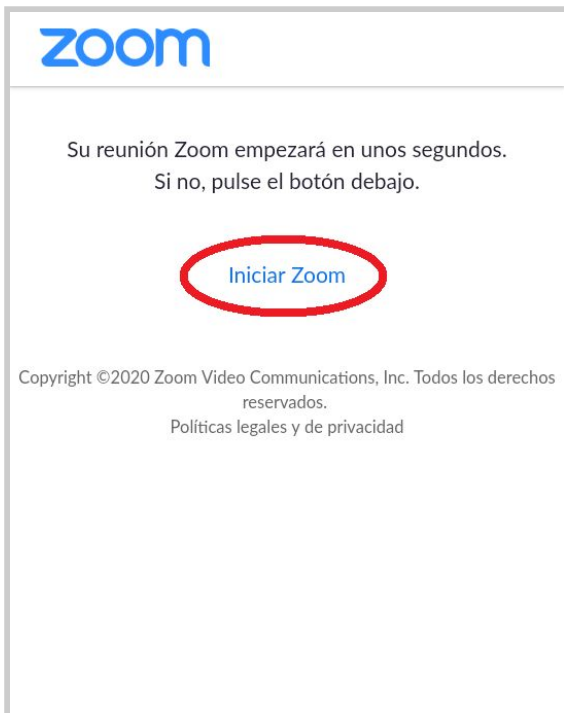 zoom
Su reunión Zoom empezará en unos segundos.
Si no, pulse el botón debajo.
Iniciar Zoom
Copyright ©2020 Zoom Video Communications, Inc. Todos los derechos
reservados.
Políticas legales y de privacidad